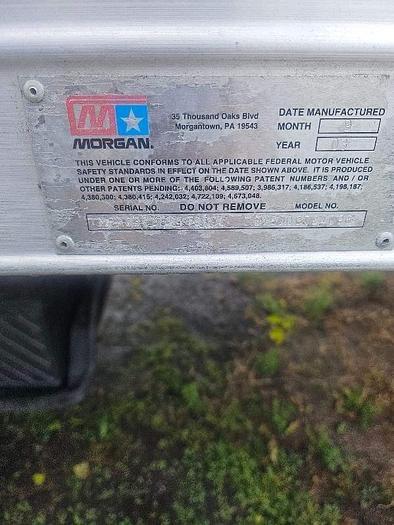 MORGAN.
35 Thousand Oaks Blvd
Morgantown, PA 19543
DATE MANUFACTURED
MONTH
YEAR
THIS VEHICLE CONFORMS TO ALL APPLICABLE FEDERAL MOTOR VEHICLE
SAFETY STANDARDS IN EFFECT ON THE DATE SHOWN ABOVE. IT IS PRODUCED
UNDER ONE OR MORE OF THE FOLLOWING PATENT NUMBERS AND / OR
OTHER PATENTS PENDING: 4,403,804; 4,589,507; 3,986,317; 4,186,537; 4,198,187;
4,380,300; 4,380,415; 4,242,032; 4,722,109; 4,673,048.
SERIAL NO. DO NOT REMOVE MODEL NO.